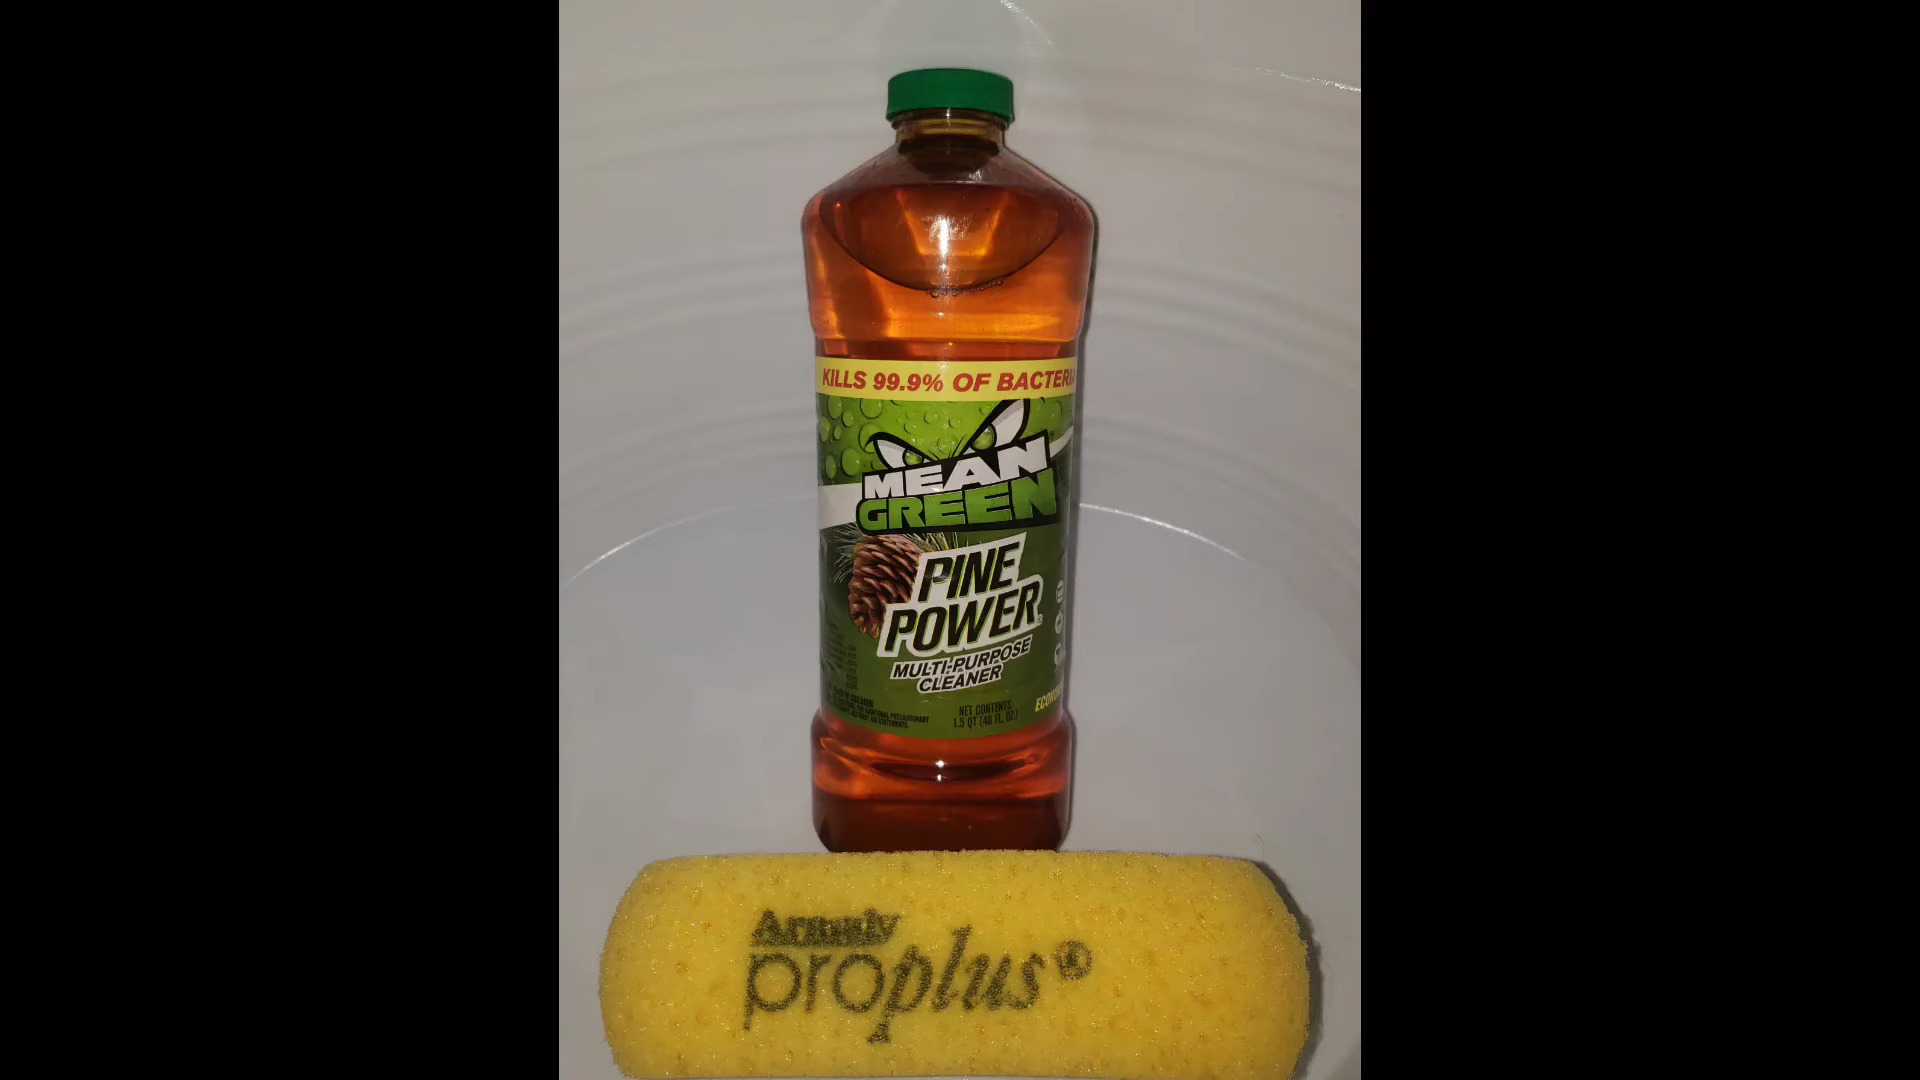 KILLS 99.9% OF BACTERI
MEAN
GREEN
PINE
POWER
MULTI-PURPOSE
CLEANER
NET CONTENTS:
1.5 QT (48 FL. OZ.)
Armaly
proplus®